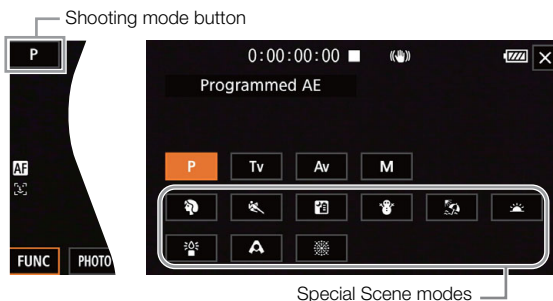 Shooting mode button
P
AF
FUNC PHOTO
0:00:00:00
Programmed AE
P Tv Av M
Special Scene modes